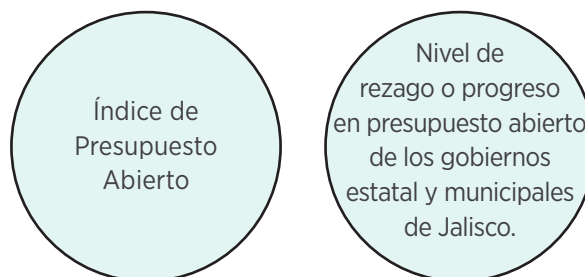 Índice de
Presupuesto
Abierto
Nivel de
rezago o progreso
en presupuesto abierto
de los gobiernos
estatal y municipales
de Jalisco.